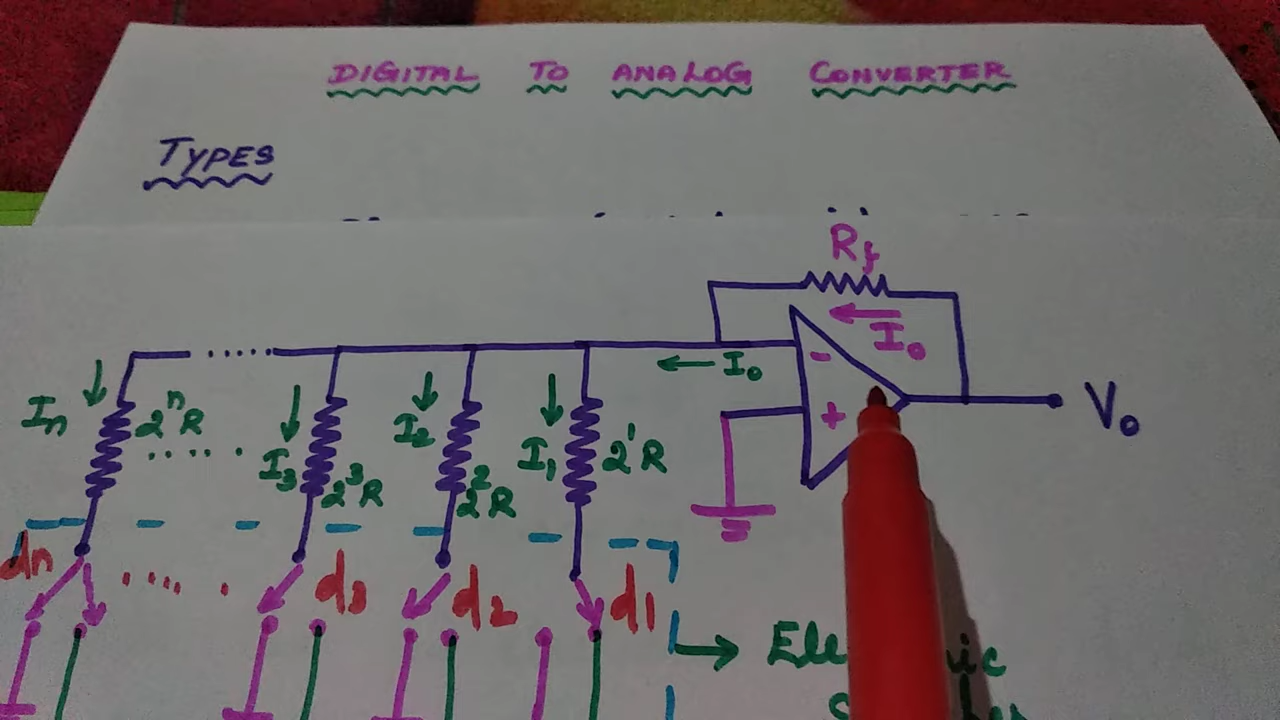 DIGITAL TO ANALOG CONVERTER
TYPES
Rf
I₀
- 
I₀
+
V₀
In
2ⁿR
.....
I₃
2³R
I₂
2²R
I₁
2¹R
dn
.....
d3
d2
d1